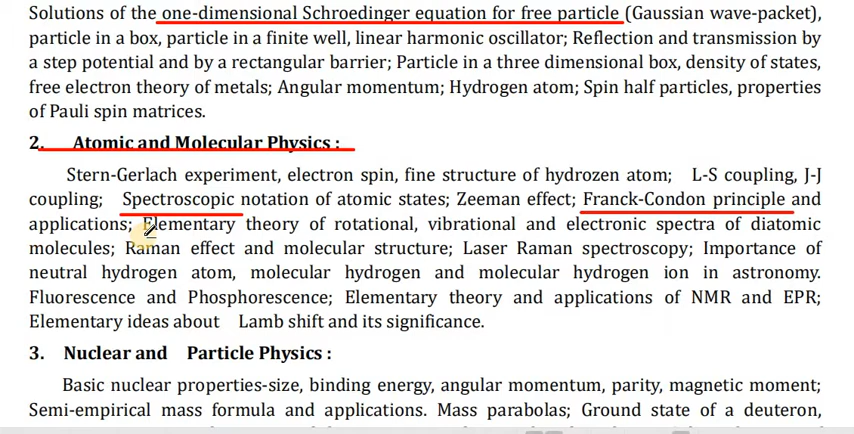 Solutions of the one-dimensional Schroedinger equation for free particle (Gaussian wave-packet),
particle in a box, particle in a finite well, linear harmonic oscillator; Reflection and transmission by
a step potential and by a rectangular barrier; Particle in a three dimensional box, density of states,
free electron theory of metals; Angular momentum; Hydrogen atom; Spin half particles, properties
of Pauli spin matrices.
2. Atomic and Molecular Physics :
Stern-Gerlach experiment, electron spin, fine structure of hydrozen atom; L-S coupling, J-J
coupling; Spectroscopic notation of atomic states; Zeeman effect; Franck-Condon principle and
applications; Elementary theory of rotational, vibrational and electronic spectra of diatomic
molecules; Raman effect and molecular structure; Laser Raman spectroscopy; Importance of
neutral hydrogen atom, molecular hydrogen and molecular hydrogen ion in astronomy.
Fluorescence and Phosphorescence; Elementary theory and applications of NMR and EPR;
Elementary ideas about Lamb shift and its significance.
3. Nuclear and Particle Physics :
Basic nuclear properties-size, binding energy, angular momentum, parity, magnetic moment;
Semi-empirical mass formula and applications. Mass parabolas; Ground state of a deuteron,